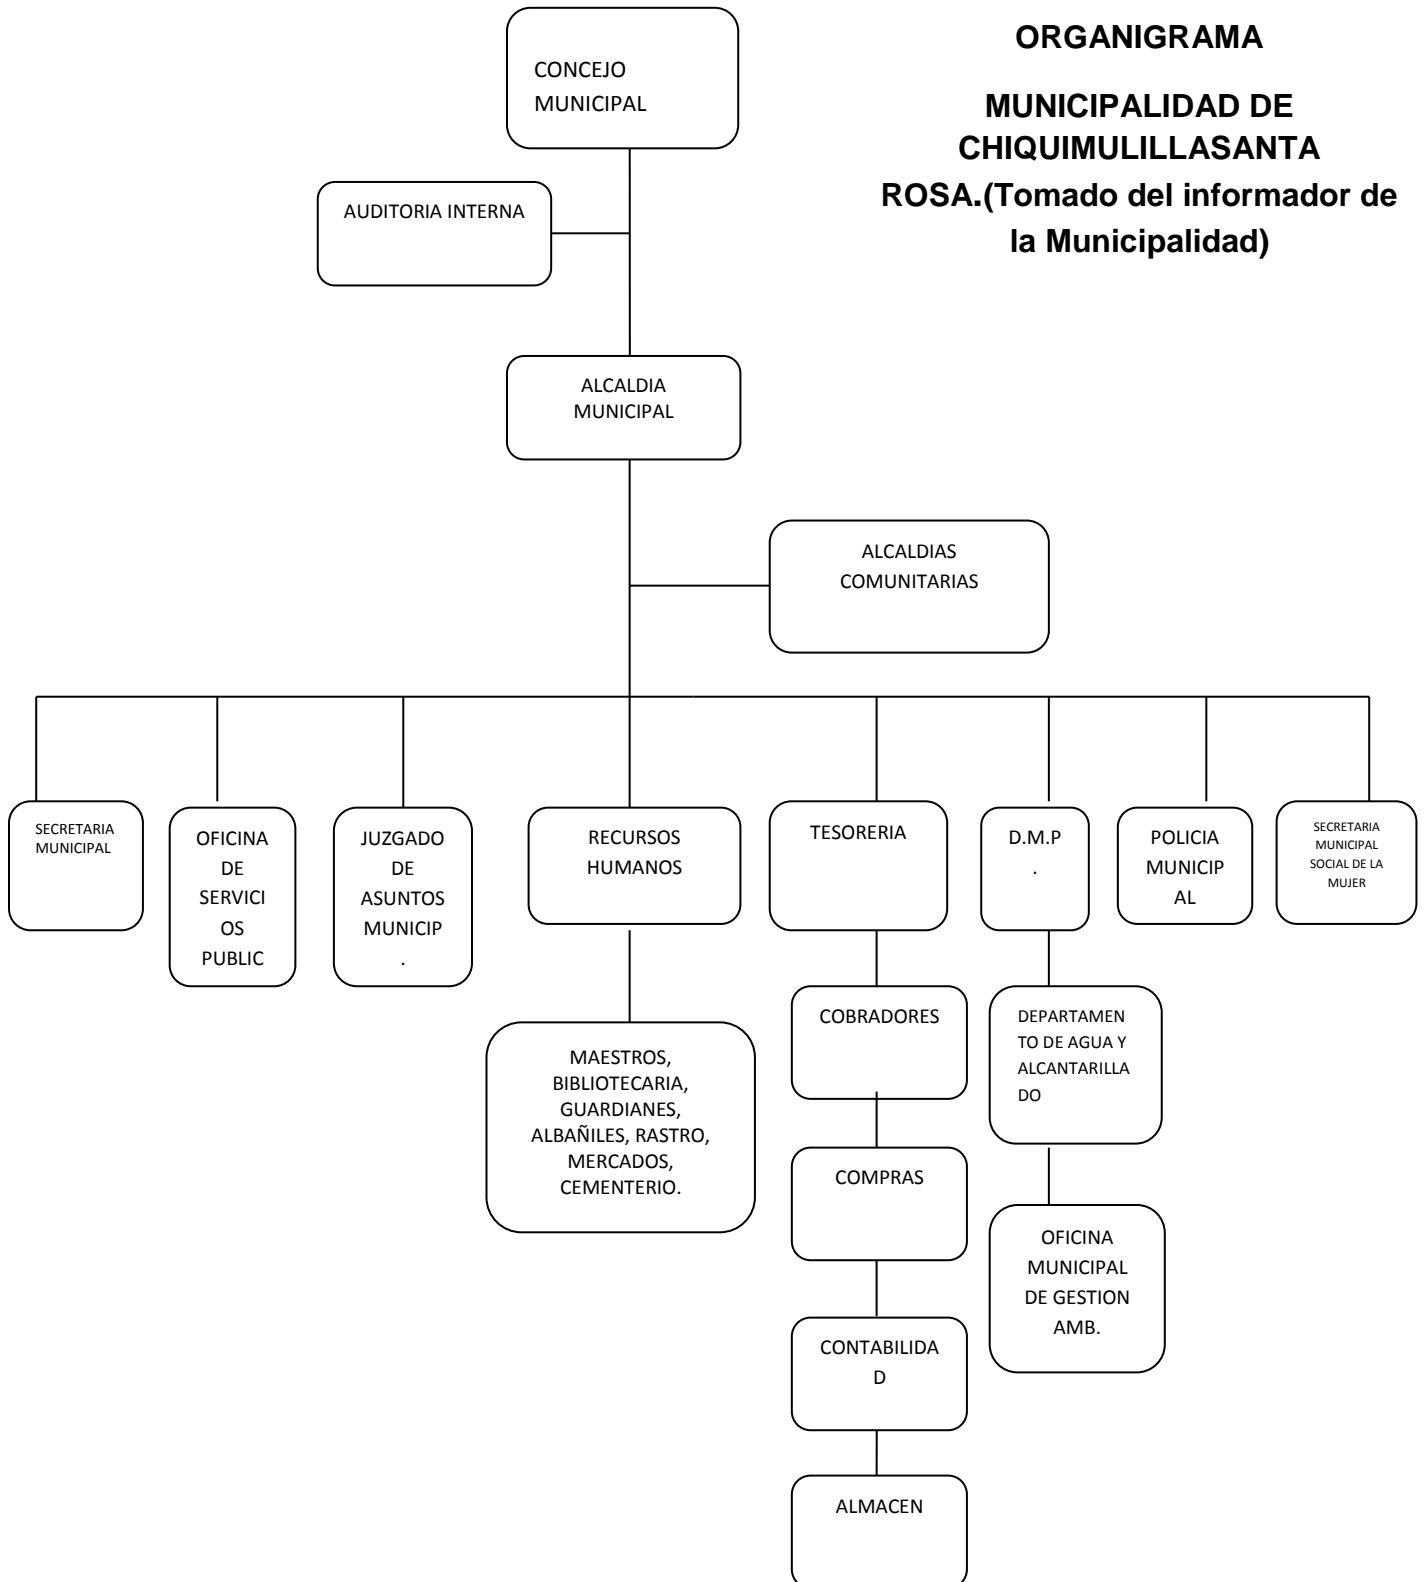 ORGANIGRAMA
MUNICIPALIDAD DE
CHIQUIMULILLASANTA
ROSA.(Tomado del informador de
la Municipalidad)
CONCEJO
MUNICIPAL
AUDITORIA INTERNA
ALCALDIA
MUNICIPAL
ALCALDIAS
COMUNITARIAS
SECRETARIA
MUNICIPAL
OFICINA
DE
SERVICI
OS
PUBLIC
JUZGADO
DE
ASUNTOS
MUNICIP
.
RECURSOS
HUMANOS
TESORERIA
D.M.P
.
POLICIA
MUNICIP
AL
SECRETARIA
MUNICIPAL
SOCIAL DE LA
MUJER
MAESTROS,
BIBLIOTECARIA,
GUARDIANES,
ALBAÑILES, RASTRO,
MERCADOS,
CEMENTERIO.
COBRADORES
COMPRAS
CONTABILIDA
D
ALMACEN
DEPARTAMEN
TO DE AGUA Y
ALCANTARILLA
DO
OFICINA
MUNICIPAL
DE GESTION
AMB.